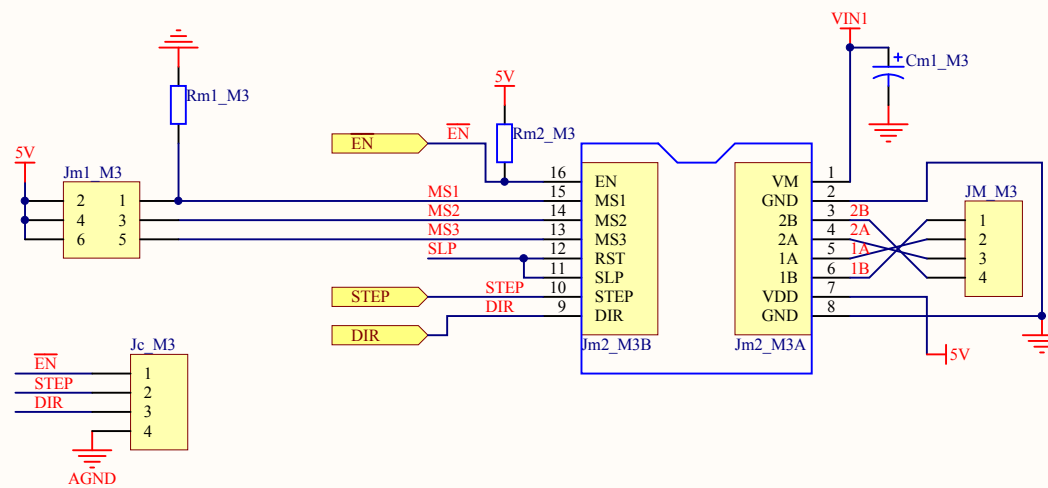 VIN1
Cm1_M3
Rm1_M3
5V
Rm2_M3
EN
EN
5V
Jm1_M3
2 1
4 3
6 5
MS1
MS2
MS3
SLP
STEP
STEP
DIR
DIR
16 EN
15 MS1
14 MS2
13 MS3
12 RST
11 SLP
10 STEP
9 DIR
Jm2_M3B
VM 1
GND 2
2B 3
2A 4
1A 5
1B 6
VDD 7
GND 8
Jm2_M3A
2B
2A
1A
1B
JM_M3
1
2
3
4
5V
Jc_M3
EN 1
STEP 2
DIR 3
4
AGND